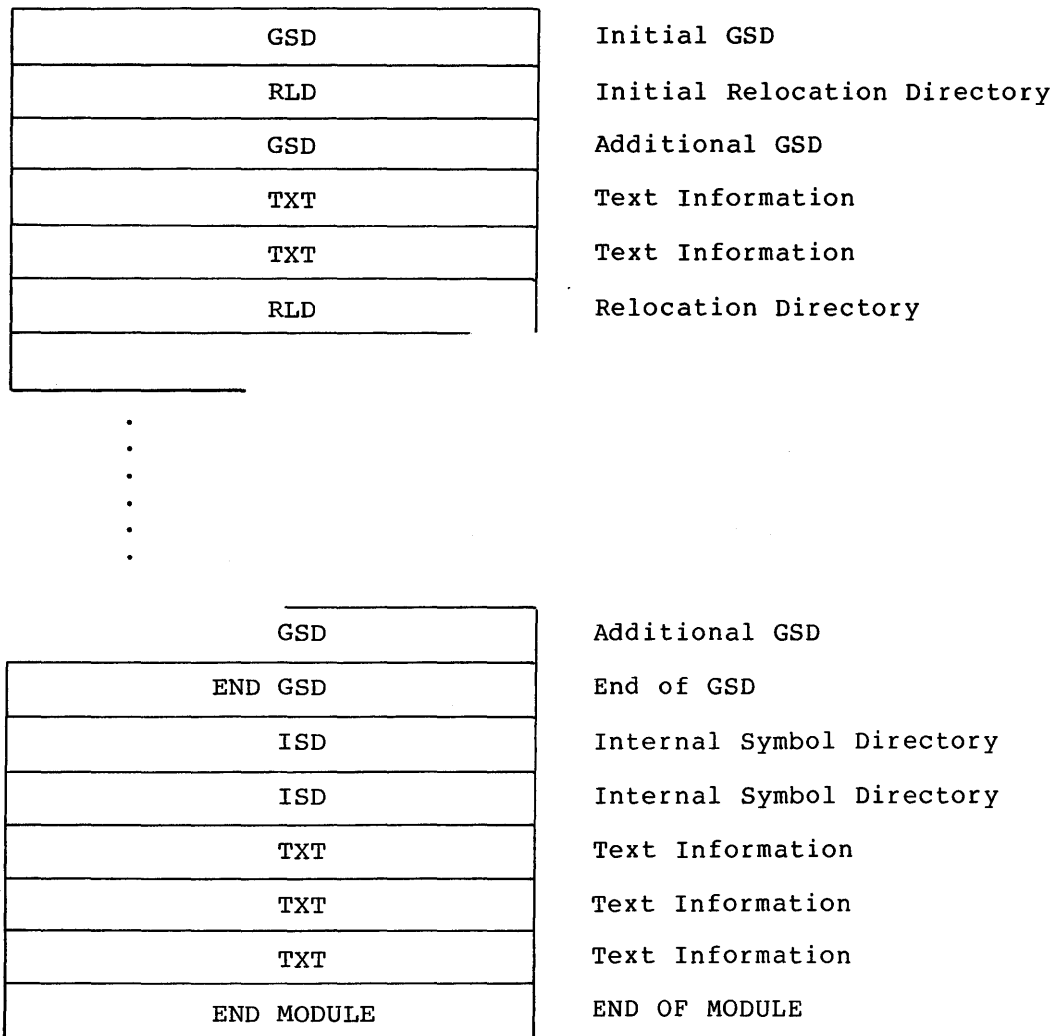 GSD Initial GSD
RLD Initial Relocation Directory
GSD Additional GSD
TXT Text Information
TXT Text Information
RLD Relocation Directory
GSD Additional GSD
END GSD End of GSD
ISD Internal Symbol Directory
ISD Internal Symbol Directory
TXT Text Information
TXT Text Information
TXT Text Information
END MODULE END OF MODULE